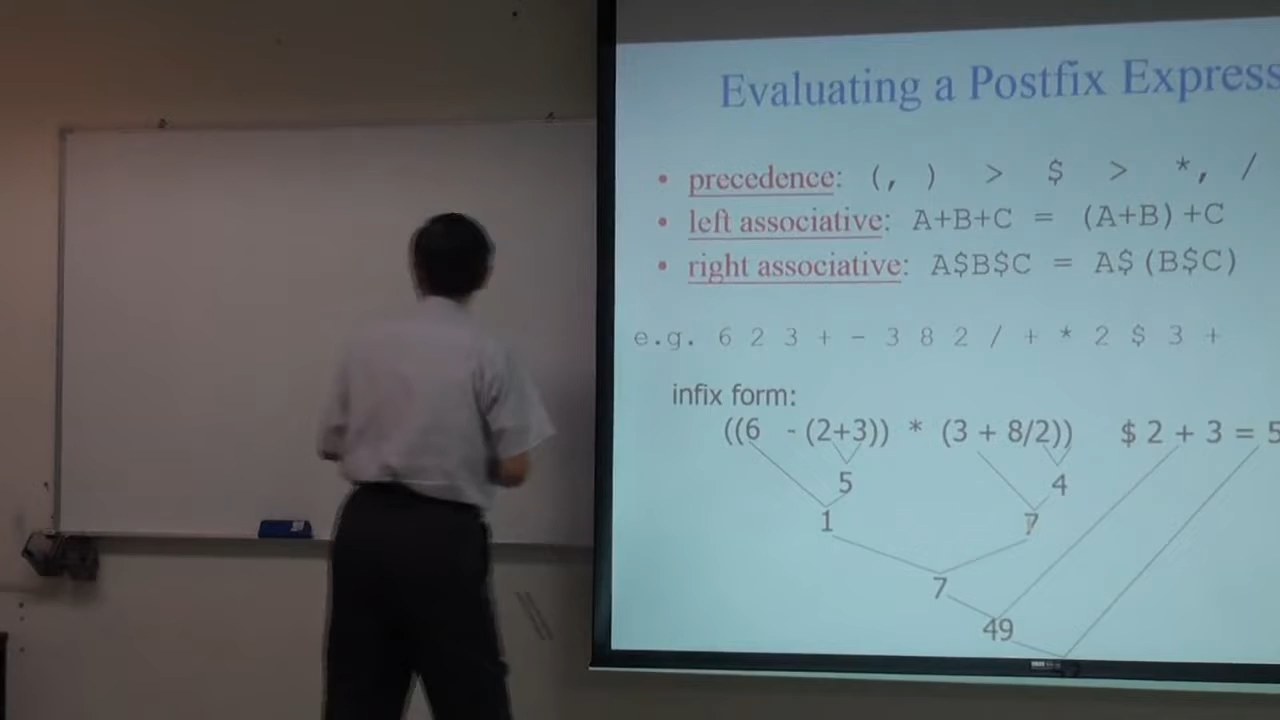 Evaluating a Postfix Express
• precedence: (, ) > $ > *, /
• left associative: A+B+C = (A+B)+C
• right associative: A$B$C = A$(B$C)
e.g. 6 2 3 + - 3 8 2 / + * 2 $ 3 +
infix form:
((6 - (2+3)) * (3 + 8/2)) $ 2 + 3 = 5
5 4
1 7
7
49